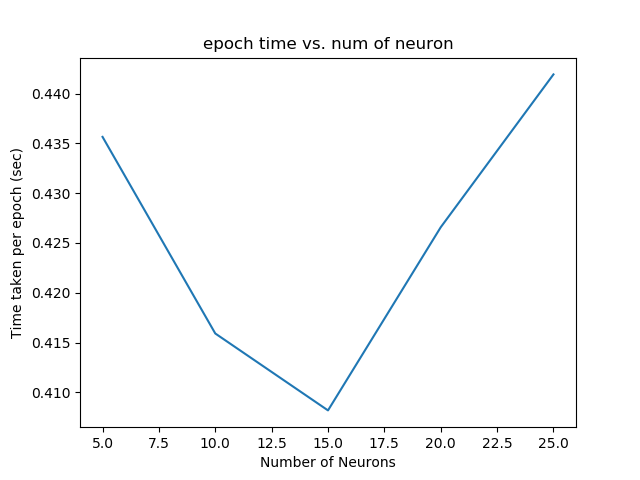 epoch time vs. num of neuron
0.440
0.435
0.430
0.425
0.420
0.415
0.410
Time taken per epoch (sec)
5.0 7.5 10.0 12.5 15.0 17.5 20.0 22.5 25.0
Number of Neurons